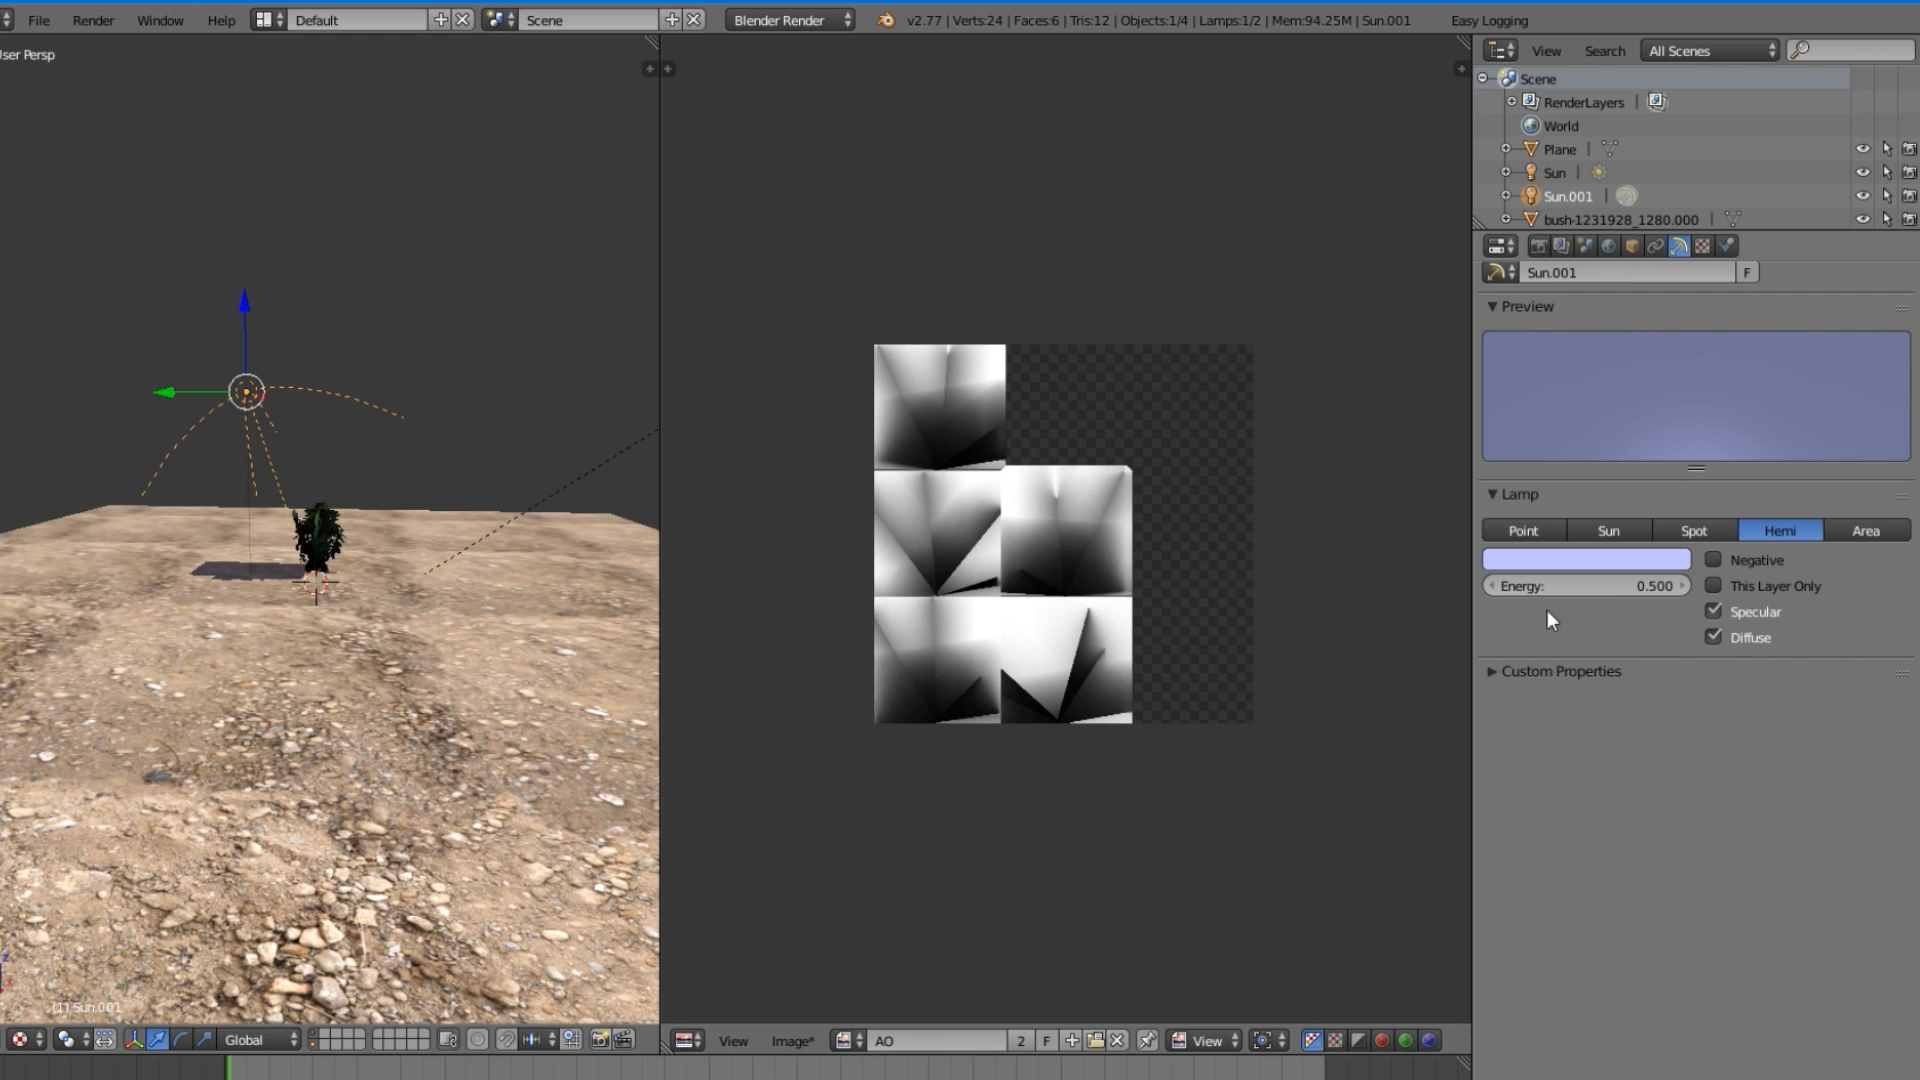 File Render Window Help Default Scene Blender Render v2.77 | Verts:24 | Faces:6 | Tris:12 | Objects:1/4 | Lamps:1/2 | Mem:94.25M | Sun.001 Easy Logging
ser Persp
View Search All Scenes
Scene
RenderLayers
World
Plane
Sun
Sun.001
bush-1231928_1280.000
Sun.001 F
Preview
Lamp
Point Sun Spot Hemi Area
Negative
Energy: 0.500 This Layer Only
Specular
Diffuse
Custom Properties
(1) Sun.001
Global View Image* AO 2 F View